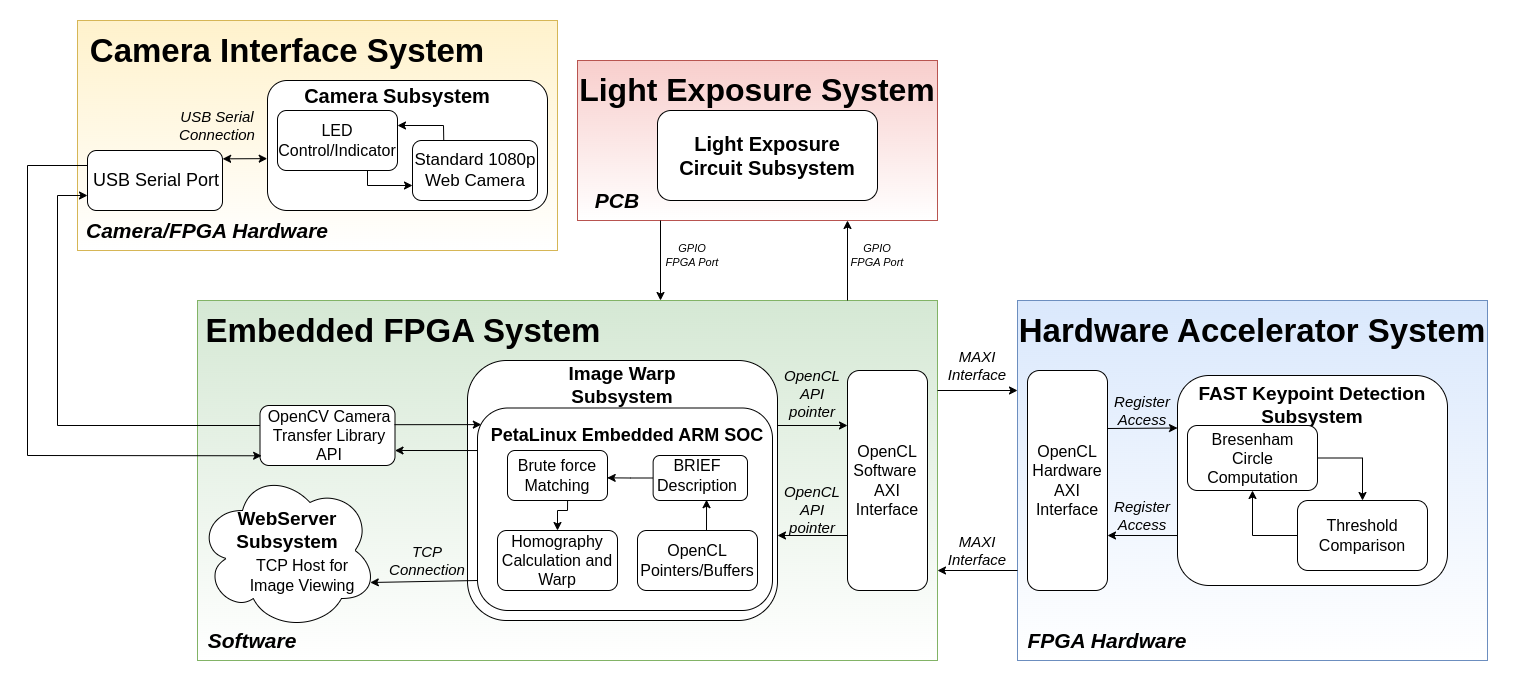 Camera Interface System
Camera Subsystem
USB Serial
Connection
LED
Control/Indicator
Standard 1080p
Web Camera
USB Serial Port
Camera/FPGA Hardware
Light Exposure System
Light Exposure
Circuit Subsystem
PCB
GPIO
FPGA Port
GPIO
FPGA Port
Embedded FPGA System
Image Warp
Subsystem
OpenCV Camera
Transfer Library
API
PetaLinux Embedded ARM SOC
Brute force
Matching
BRIEF
Description
Homography
Calculation and
Warp
OpenCL
Pointers/Buffers
WebServer
Subsystem
TCP Host for
Image Viewing
TCP
Connection
OpenCL
API
pointer
OpenCL
API
pointer
OpenCL
Software
AXI
Interface
Software
MAXI
Interface
MAXI
Interface
Hardware Accelerator System
OpenCL
Hardware
AXI
Interface
Register
Access
Register
Access
FAST Keypoint Detection
Subsystem
Bresenham
Circle
Computation
Threshold
Comparison
FPGA Hardware